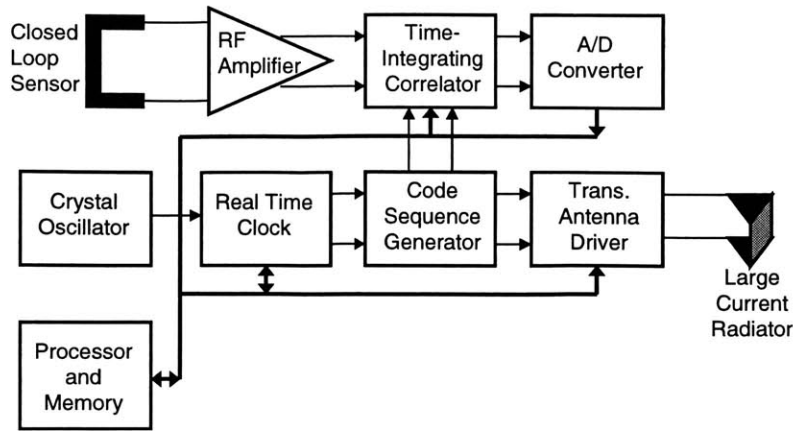 Closed
Loop
Sensor
RF
Amplifier
Time-
Integrating
Correlator
A/D
Converter
Crystal
Oscillator
Real Time
Clock
Code
Sequence
Generator
Trans.
Antenna
Driver
Large
Current
Radiator
Processor
and
Memory